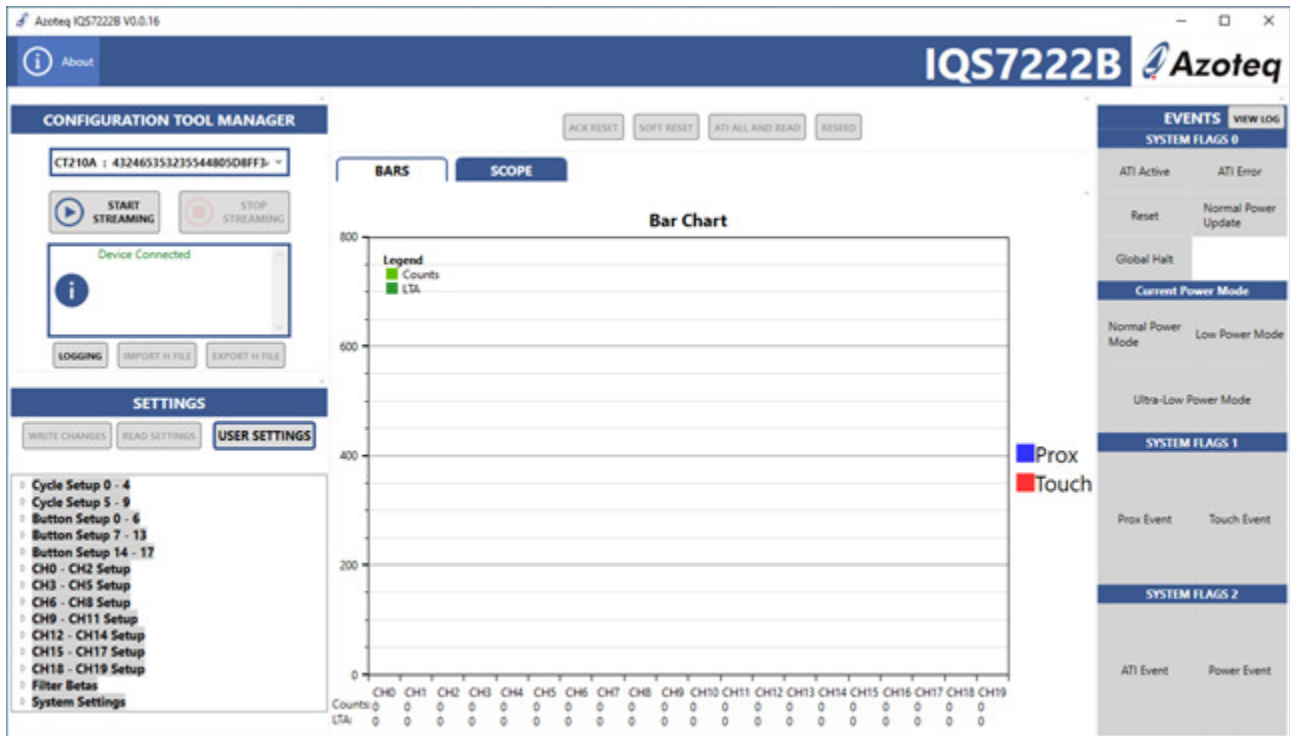 Azoteq IQS7222B V0.0.16
About
IQS7222B
Azoteq
CONFIGURATION TOOL MANAGER
START STREAMING
STOP STREAMING
Device Connected
LOGGING
IMPORT H FILE
EXPORT H FILE
SETTINGS
WRITE CHANGES
READ SETTINGS
USER SETTINGS
Cycle Setup 0 - 4
Cycle Setup 5 - 9
Button Setup 0 - 6
Button Setup 7 - 13
Button Setup 14 - 17
CH0 - CH2 Setup
CH3 - CH5 Setup
CH6 - CH8 Setup
CH9 - CH11 Setup
CH12 - CH14 Setup
CH15 - CH17 Setup
CH18 - CH19 Setup
Filter Betas
System Settings
ACK RESET
SOFT RESET
ATI ALL AND READ
RESEED
BARS
SCOPE
Bar Chart
800
Legend
Counts
LTA
600
400
200
0
Prox
Touch
CH0 CH1 CH2 CH3 CH4 CH5 CH6 CH7 CH8 CH9 CH10 CH11 CH12 CH13 CH14 CH15 CH16 CH17 CH18 CH19
Counts: 0 0 0 0 0 0 0 0 0 0 0 0 0 0 0 0 0 0 0 0
LTA: 0 0 0 0 0 0 0 0 0 0 0 0 0 0 0 0 0 0 0 0
EVENTS
VIEW LOG
SYSTEM FLAGS 0
ATI Active
ATI Error
Reset
Normal Power Update
Global Halt
Current Power Mode
Normal Power Mode
Low Power Mode
Ultra-Low Power Mode
SYSTEM FLAGS 1
Prox Event
Touch Event
SYSTEM FLAGS 2
ATI Event
Power Event